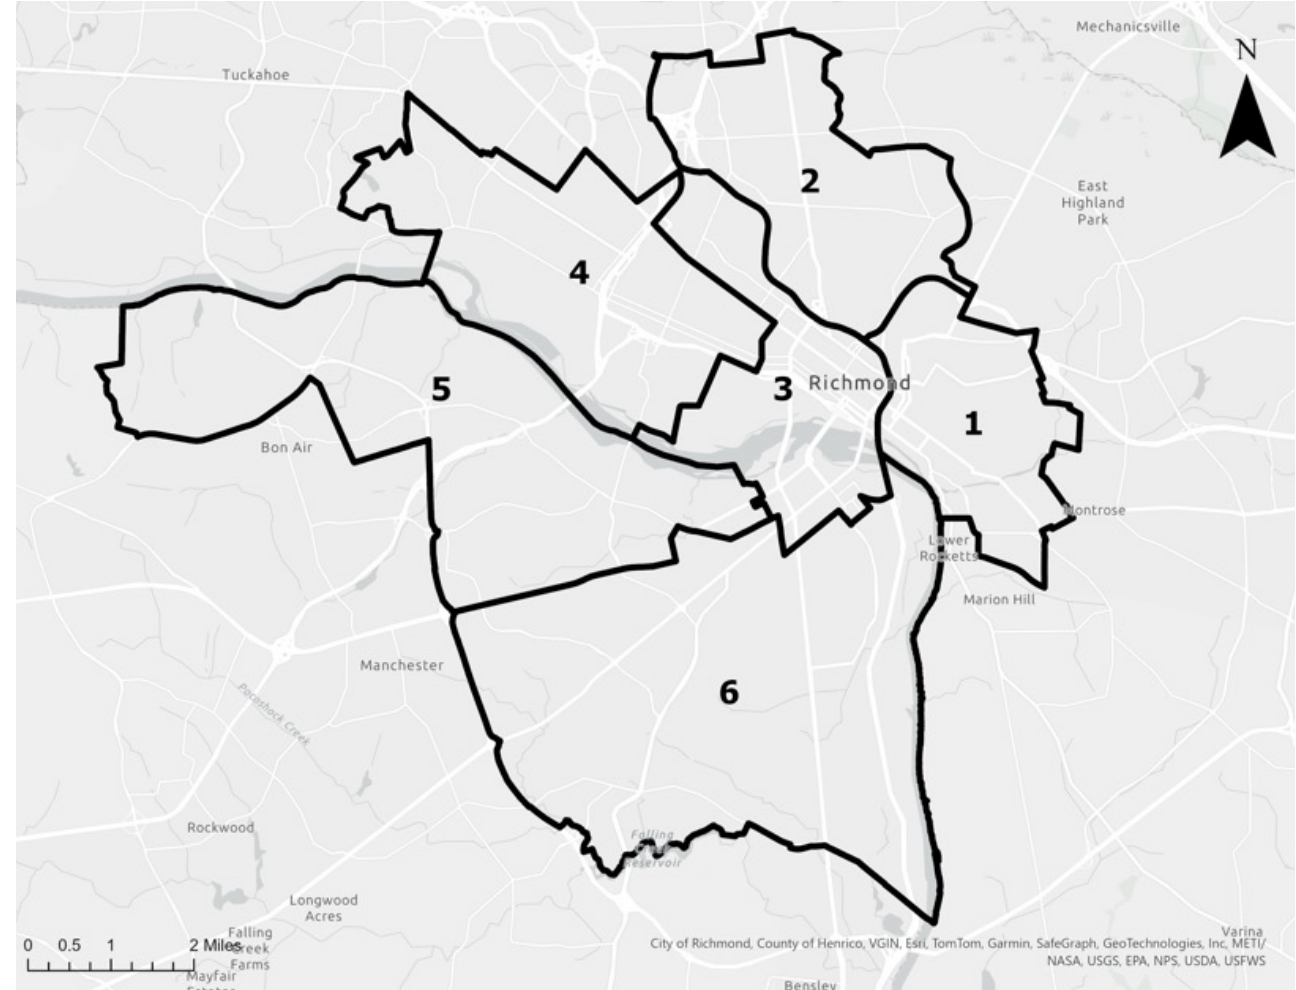 Mechanicsville
N
Tuckahoe
2
East
Highland
Park
4
Richmond
3
5
1
Bon Air
Montrose
Lower
Rocketts
Marion Hill
Manchester
6
Pocoshock Creek
Rockwood
Falling
Creek
Reservoir
Longwood
Acres
Falling
Creek
Farms
0 0.5 1 2 Miles
Mayfair
Varina
City of Richmond, County of Henrico, VGIN, Esri, TomTom, Garmin, SafeGraph, GeoTechnologies, Inc, METI/
NASA, USGS, EPA, NPS, USDA, USFWS
Bensley